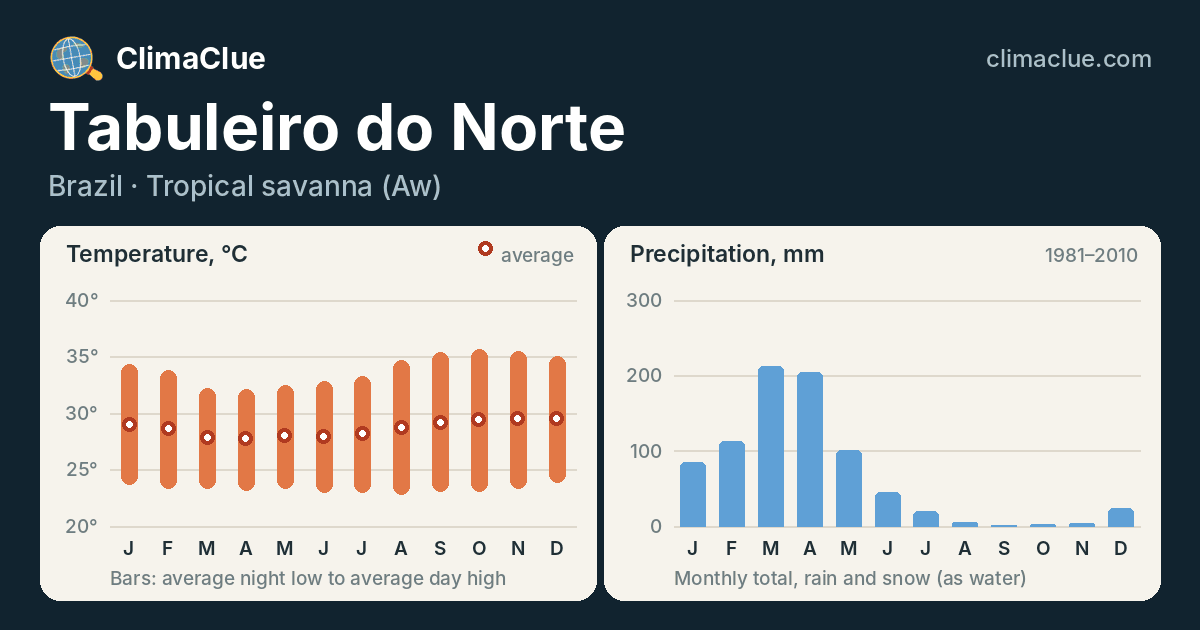 ClimaClue
climaclue.com
Tabuleiro do Norte
Brazil · Tropical savanna (Aw)
Temperature, °C
average
40°
35°
30°
25°
20°
J F M A M J J A S O N D
Bars: average night low to average day high
Precipitation, mm
1981–2010
300
200
100
0
J F M A M J J A S O N D
Monthly total, rain and snow (as water)